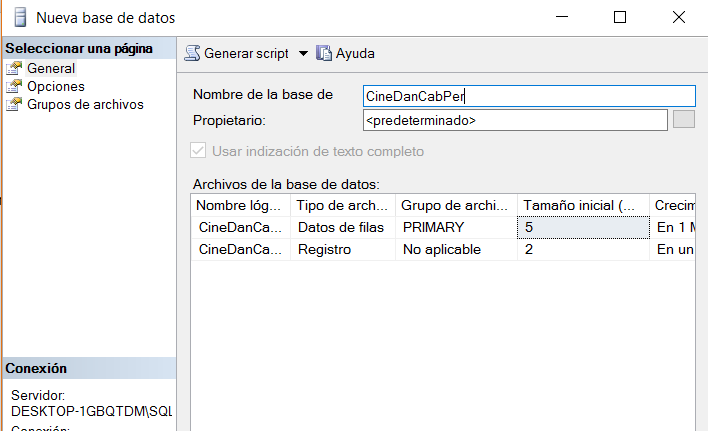 Nueva base de datos
Seleccionar una página
General
Opciones
Grupos de archivos
Conexión
Servidor:
DESKTOP-1GBQTDM\SQL
Conexión:
Generar script Ayuda
Nombre de la base de CineDanCabPer
Propietario: <predeterminado>
Usar indización de texto completo
Archivos de la base de datos:
Nombre lóg... Tipo de arch... Grupo de archi... Tamaño inicial (... Crecim
CineDanCa... Datos de filas PRIMARY 5 En 1 M
CineDanCa... Registro No aplicable 2 En un